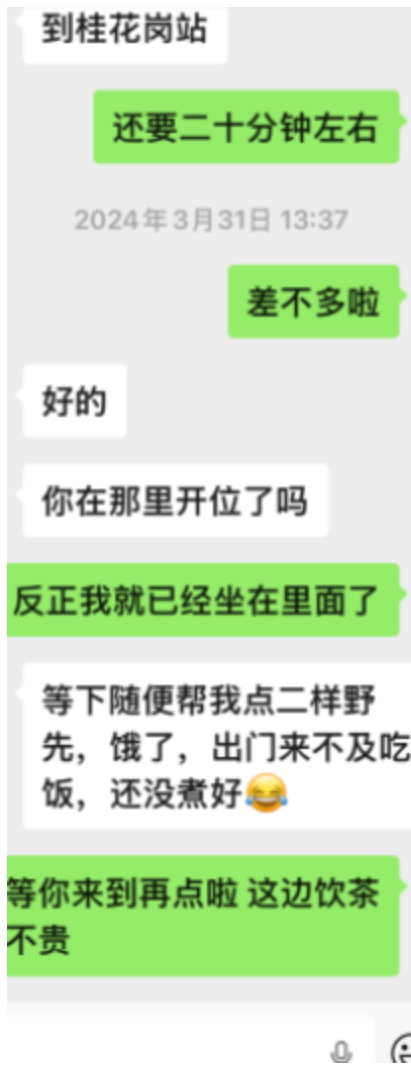 到桂花岗站
还要二十分钟左右
2024年3月31日 13:37
差不多啦
好的
你在那里开位了吗
反正我就已经坐在里面了
等下随便帮我点二样野
先，饿了，出门来不及吃
饭，还没煮好😂
等你来到再点啦 这边饮茶
不贵